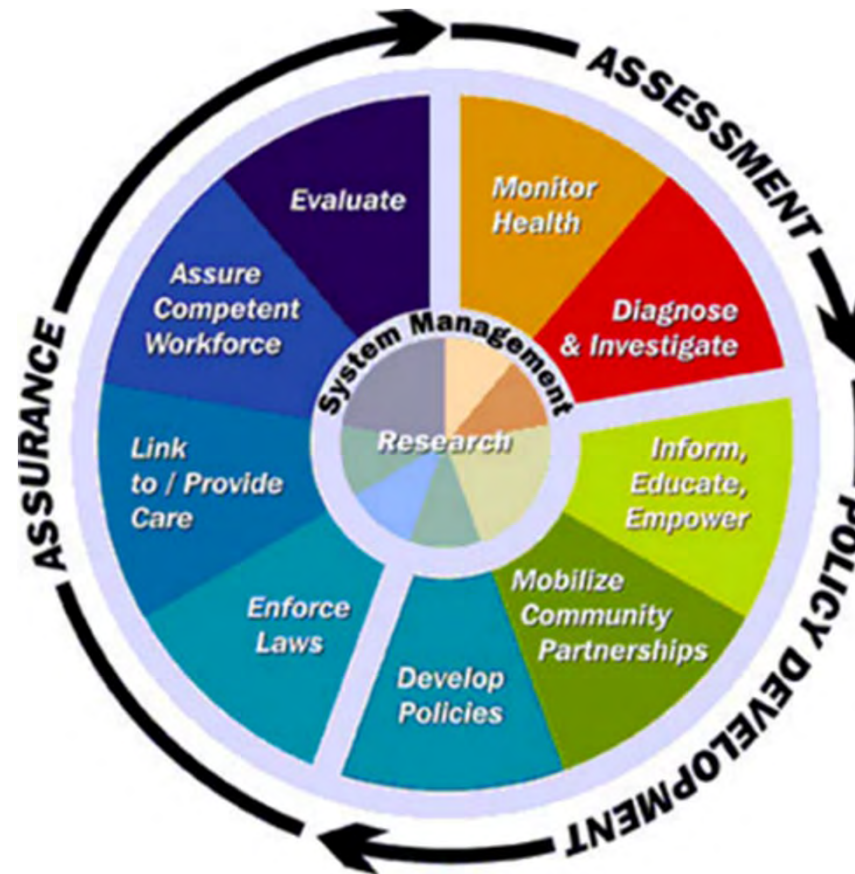 ASSESSMENT
Monitor
Health
Diagnose
& Investigate
Inform,
Educate,
Empower
POLICY DEVELOPMENT
Mobilize
Community
Partnerships
Develop
Policies
Enforce
Laws
Link
to / Provide
Care
Assure
Competent
Workforce
Evaluate
ASSURANCE
System Management
Research